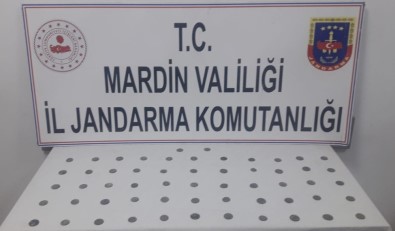 T.C.
MARDİN VALİLİĞİ
İL JANDARMA KOMUTANLIĞI